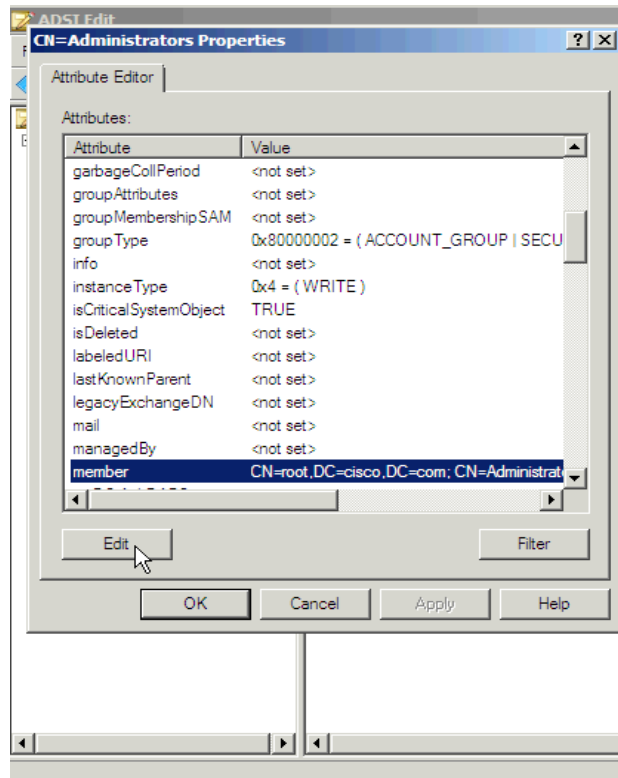 ADSI Edit
CN=Administrators Properties
Attribute Editor
Attributes:
Attribute Value
garbageCollPeriod <not set>
groupAttributes <not set>
groupMembershipSAM <not set>
groupType 0x80000002 = ( ACCOUNT_GROUP | SECU
info <not set>
instanceType 0x4 = ( WRITE )
isCriticalSystemObject TRUE
isDeleted <not set>
labeledURI <not set>
lastKnownParent <not set>
legacyExchangeDN <not set>
mail <not set>
managedBy <not set>
member CN=root,DC=cisco,DC=com; CN=Administrat
Edit Filter
OK Cancel Apply Help